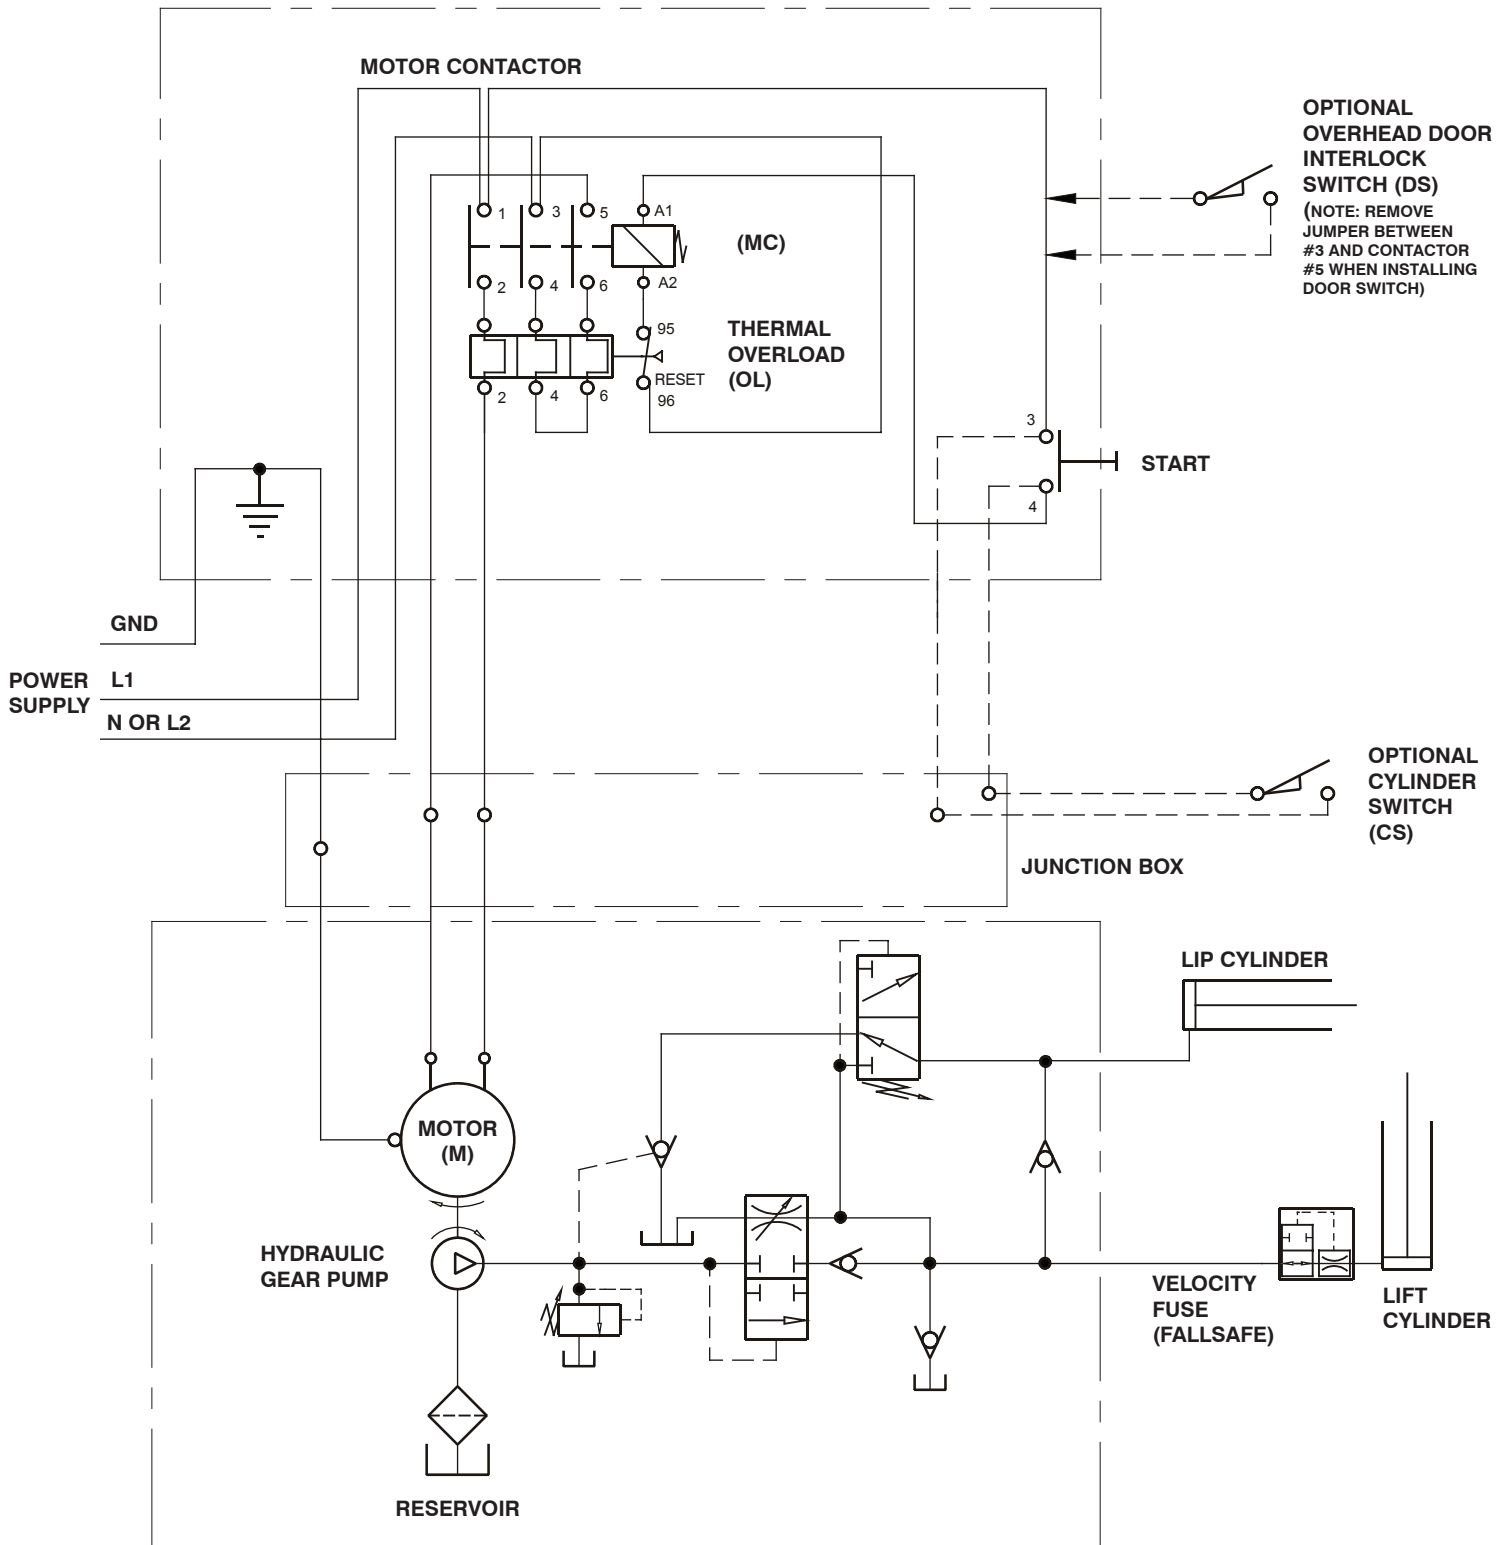 MOTOR CONTACTOR
OPTIONAL
OVERHEAD DOOR
INTERLOCK
SWITCH (DS)
(NOTE: REMOVE
JUMPER BETWEEN
#3 AND CONTACTOR
#5 WHEN INSTALLING
DOOR SWITCH)
1
3
5
A1
(MC)
2
4
6
A2
THERMAL
OVERLOAD
(OL)
95
RESET
96
2
4
6
3
START
4
GND
POWER
SUPPLY
L1
N OR L2
OPTIONAL
CYLINDER
SWITCH
(CS)
JUNCTION BOX
LIP CYLINDER
MOTOR
(M)
HYDRAULIC
GEAR PUMP
VELOCITY
FUSE
(FALLSAFE)
LIFT
CYLINDER
RESERVOIR